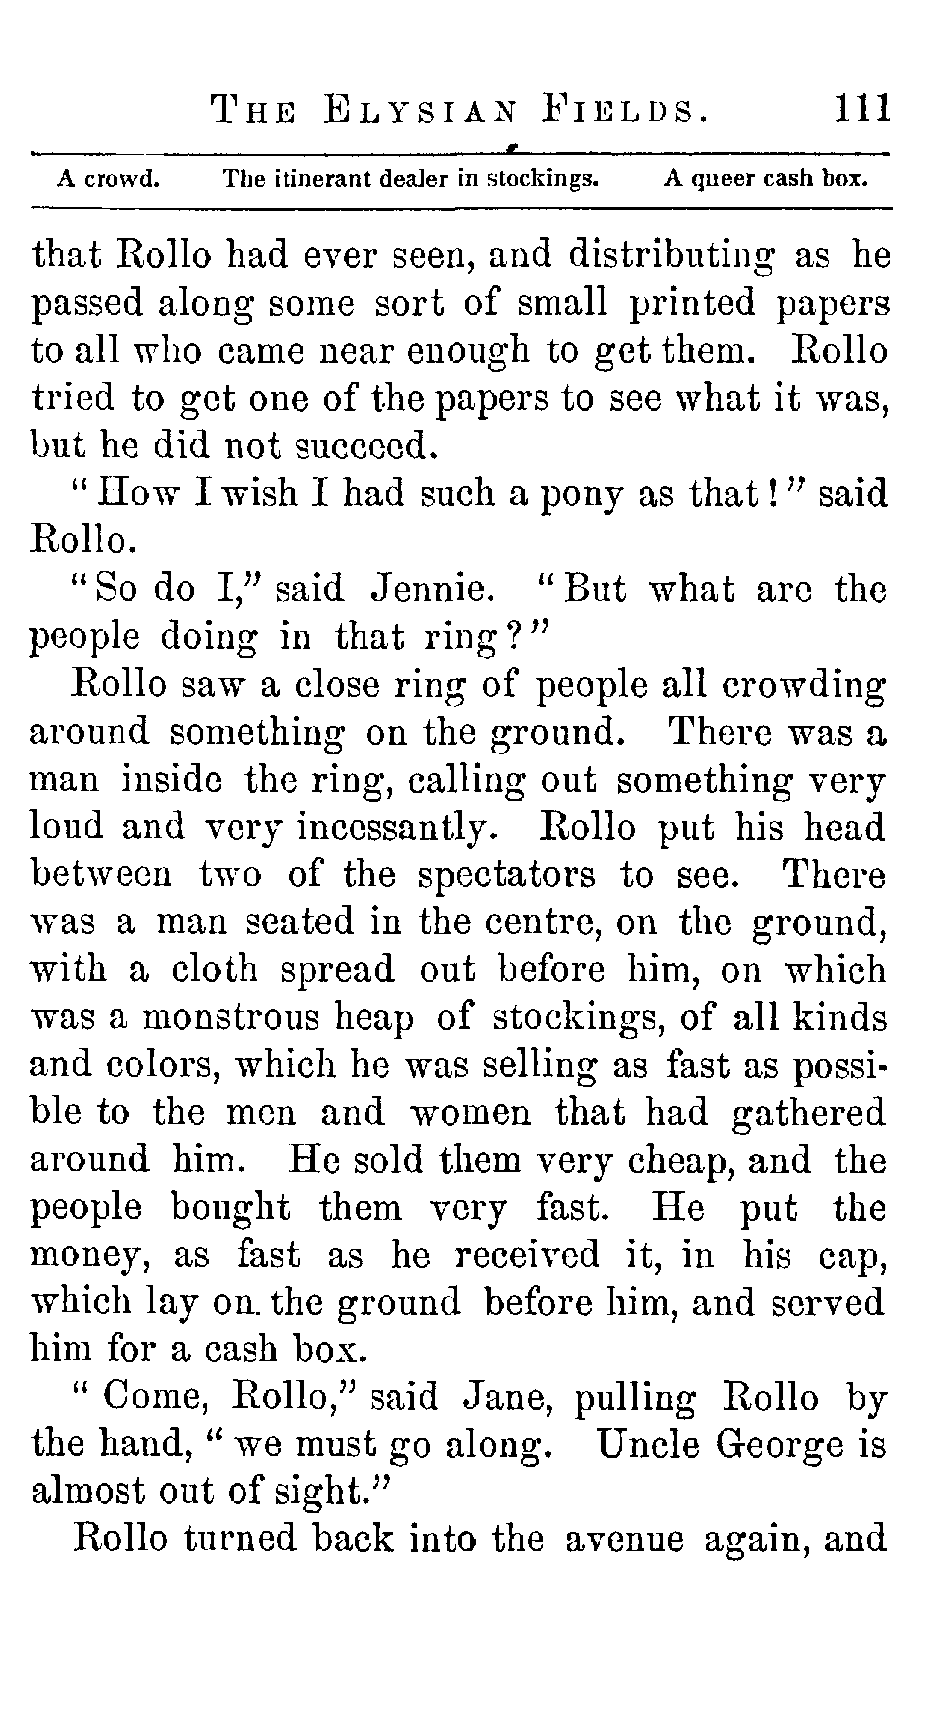 THE ELYSIAN FIELDS. 111
A crowd. The itinerant dealer in stockings. A queer cash box.
that Rollo had ever seen, and distributing as he
passed along some sort of small printed papers
to all who came near enough to get them. Rollo
tried to get one of the papers to see what it was,
but he did not succeed.
“How I wish I had such a pony as that!” said
Rollo.
“So do I,” said Jennie. “But what are the
people doing in that ring?”
Rollo saw a close ring of people all crowding
around something on the ground. There was a
man inside the ring, calling out something very
loud and very incessantly. Rollo put his head
between two of the spectators to see. There
was a man seated in the centre, on the ground,
with a cloth spread out before him, on which
was a monstrous heap of stockings, of all kinds
and colors, which he was selling as fast as possi-
ble to the men and women that had gathered
around him. He sold them very cheap, and the
people bought them very fast. He put the
money, as fast as he received it, in his cap,
which lay on the ground before him, and served
him for a cash box.
“Come, Rollo,” said Jane, pulling Rollo by
the hand, “we must go along. Uncle George is
almost out of sight.”
Rollo turned back into the avenue again, and